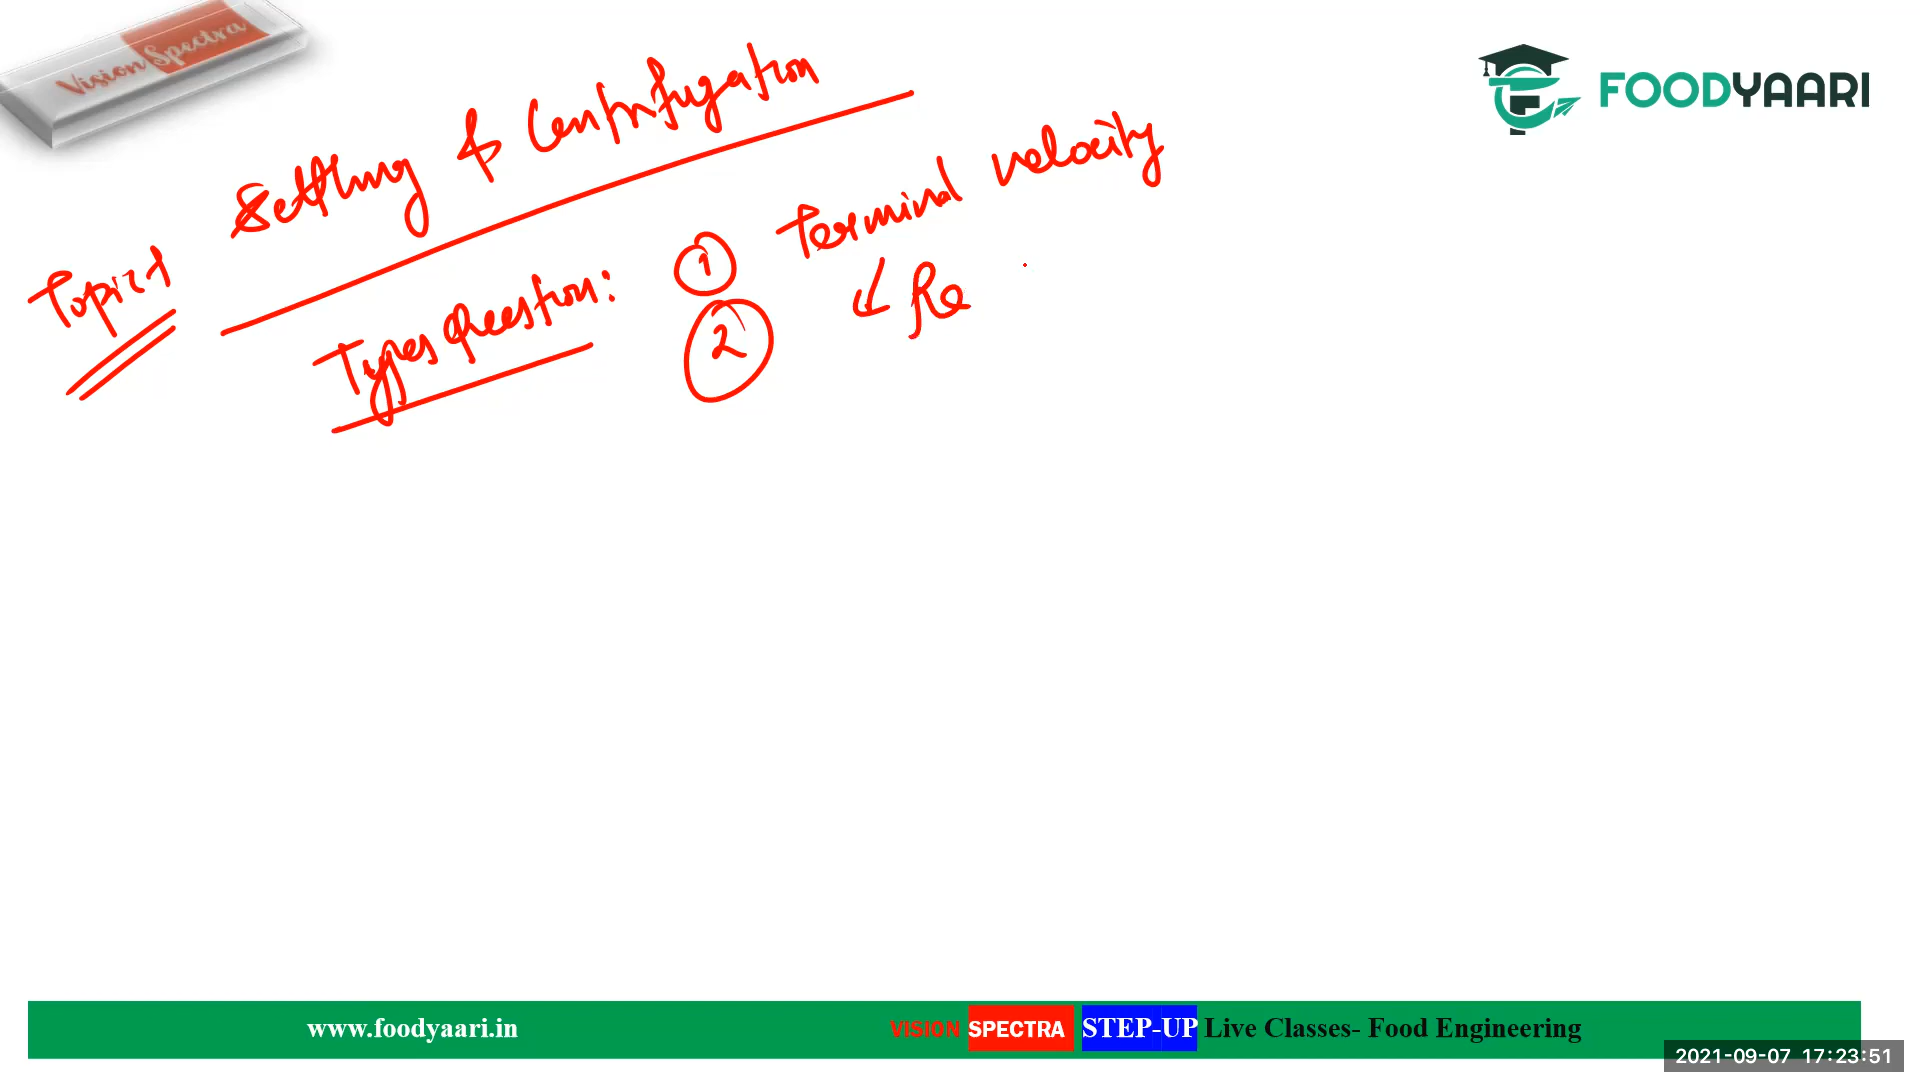 Vision Spectra
FOODYAARI
Topics Settling & Centrifugation
Types Question: ① Terminal velocity
↙ Re
②
www.foodyaari.in
VISION SPECTRA STEP-UP Live Classes- Food Engineering
2021-09-07 17:23:51